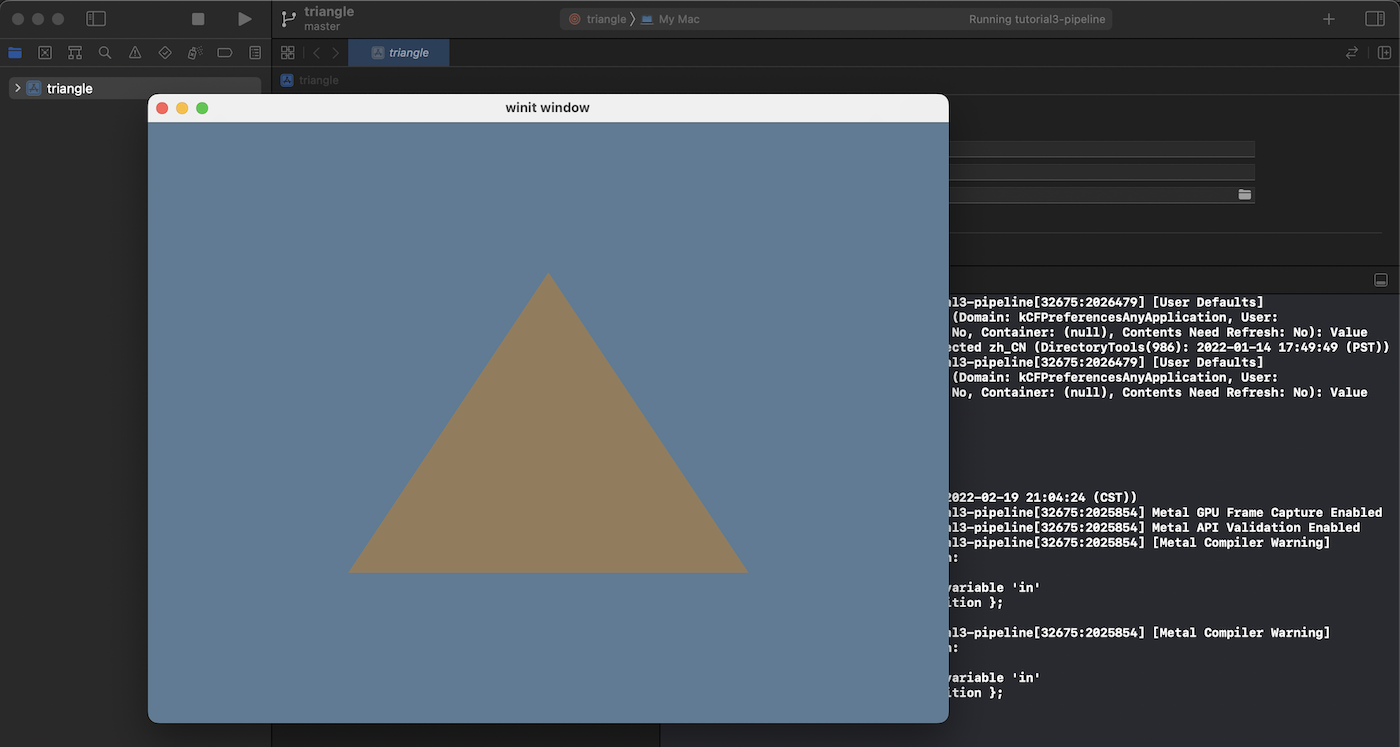 triangle
master
triangle
My Mac
Running tutorial3-pipeline
triangle
triangle
triangle
winit window
l3-pipeline[32675:2026479] [User Defaults]
(Domain: kCFPreferencesAnyApplication, User:
No, Container: (null), Contents Need Refresh: No): Value
ected zh_CN (DirectoryTools(986): 2022-01-14 17:49:49 (PST))
l3-pipeline[32675:2026479] [User Defaults]
(Domain: kCFPreferencesAnyApplication, User:
No, Container: (null), Contents Need Refresh: No): Value
2022-02-19 21:04:24 (CST))
l3-pipeline[32675:2025854] Metal GPU Frame Capture Enabled
l3-pipeline[32675:2025854] Metal API Validation Enabled
l3-pipeline[32675:2025854] [Metal Compiler Warning]
:
variable 'in'
ition };
l3-pipeline[32675:2025854] [Metal Compiler Warning]
:
variable 'in'
ition };